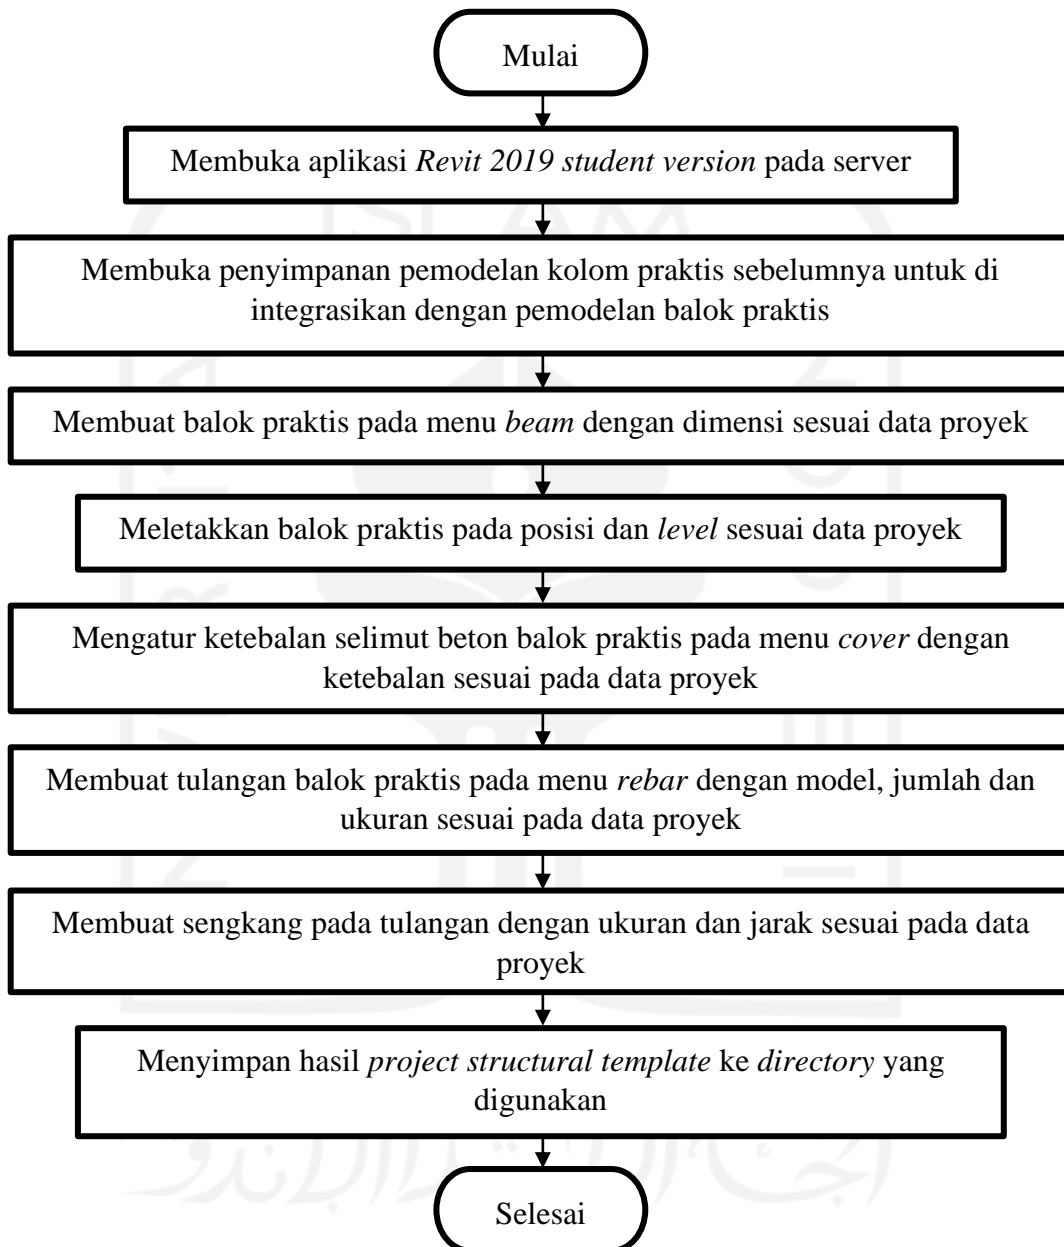 Mulai
Membuka aplikasi Revit 2019 student version pada server
Membuka penyimpanan pemodelan kolom praktis sebelumnya untuk di
integrasikan dengan pemodelan balok praktis
Membuat balok praktis pada menu beam dengan dimensi sesuai data proyek
Meletakkan balok praktis pada posisi dan level sesuai data proyek
Mengatur ketebalan selimut beton balok praktis pada menu cover dengan
ketebalan sesuai pada data proyek
Membuat tulangan balok praktis pada menu rebar dengan model, jumlah dan
ukuran sesuai pada data proyek
Membuat sengkang pada tulangan dengan ukuran dan jarak sesuai pada data
proyek
Menyimpan hasil project structural template ke directory yang
digunakan
Selesai